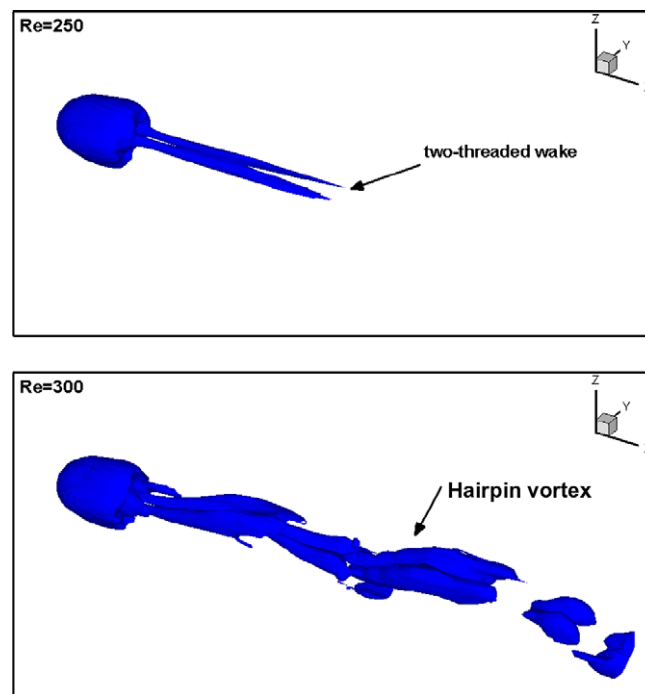 Re=250
Z
Y
two-threaded wake
Re=300
Z
Y
Hairpin vortex